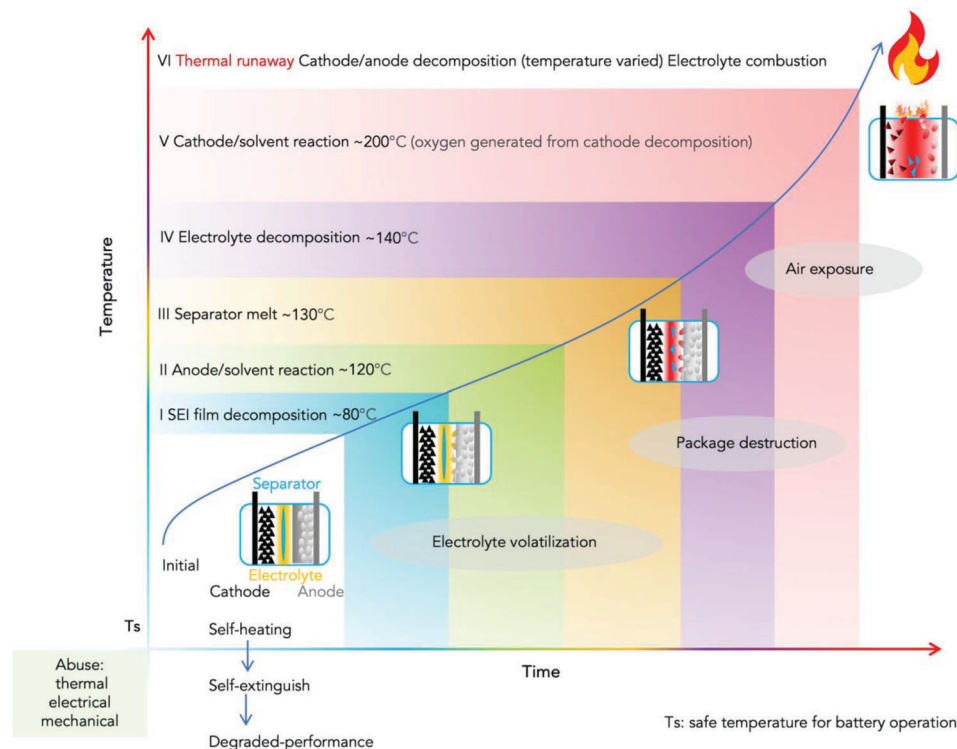 VI Thermal runaway Cathode/anode decomposition (temperature varied) Electrolyte combustion
V Cathode/solvent reaction ~200°C (oxygen generated from cathode decomposition)
IV Electrolyte decomposition ~140°C
Air exposure
Temperature
III Separator melt ~130°C
II Anode/solvent reaction ~120°C
I SEI film decomposition ~80°C
Package destruction
Separator
Electrolyte volatilization
Initial
Electrolyte
Cathode
Anode
Ts
Self-heating
Time
Abuse:
thermal
electrical
mechanical
Self-extinguish
Degraded-performance
Ts: safe temperature for battery operation